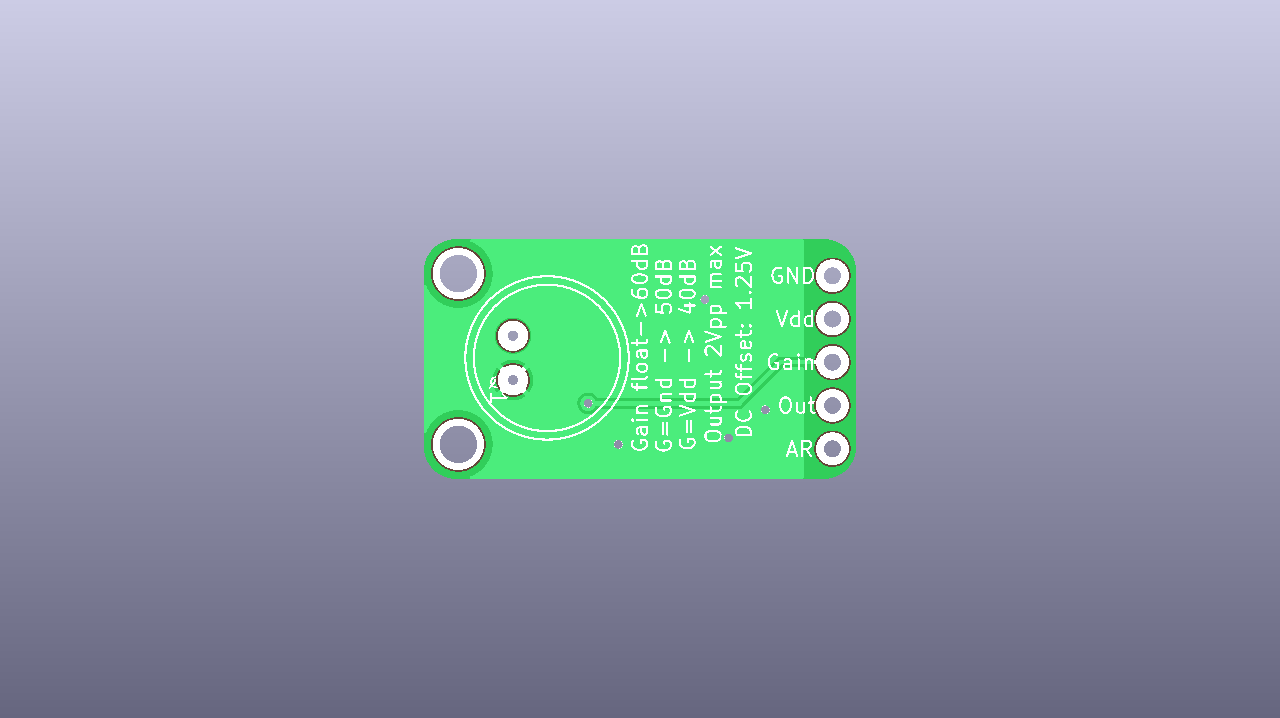 Gain float->60dB
G=Gnd -> 50dB
G=Vdd -> 40dB
Output 2Vpp max
DC Offset: 1.25V
GND
Vdd
Gain
Out
AR